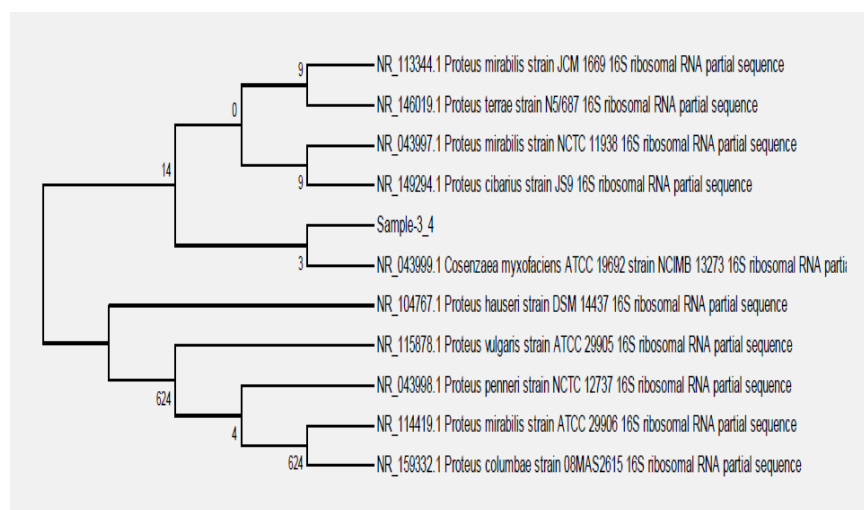 NR_113344.1 Proteus mirabilis strain JCM 1669 16S ribosomal RNA partial sequence
9
NR_146019.1 Proteus terrae strain N5/687 16S ribosomal RNA partial sequence
0
NR_043997.1 Proteus mirabilis strain NCTC 11938 16S ribosomal RNA partial sequence
14
9
NR_149294.1 Proteus cibarius strain JS9 16S ribosomal RNA partial sequence
Sample-3_4
3
NR_043999.1 Cosenzaea myxofaciens ATCC 19692 strain NCIMB 13273 16S ribosomal RNA partia
NR_104767.1 Proteus hauseri strain DSM 14437 16S ribosomal RNA partial sequence
NR_115878.1 Proteus vulgaris strain ATCC 29905 16S ribosomal RNA partial sequence
624
NR_043998.1 Proteus penneri strain NCTC 12737 16S ribosomal RNA partial sequence
4
NR_114419.1 Proteus mirabilis strain ATCC 29906 16S ribosomal RNA partial sequence
624
NR_159332.1 Proteus columbae strain 08MAS2615 16S ribosomal RNA partial sequence